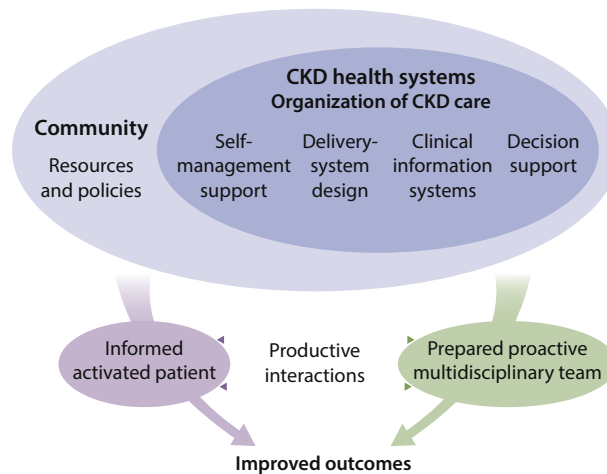 CKD health systems
Organization of CKD care
Community
Resources
and policies
Self-
management
support
Delivery-
system
design
Clinical
information
systems
Decision
support
Informed
activated patient
Productive
interactions
Prepared proactive
multidisciplinary team
Improved outcomes